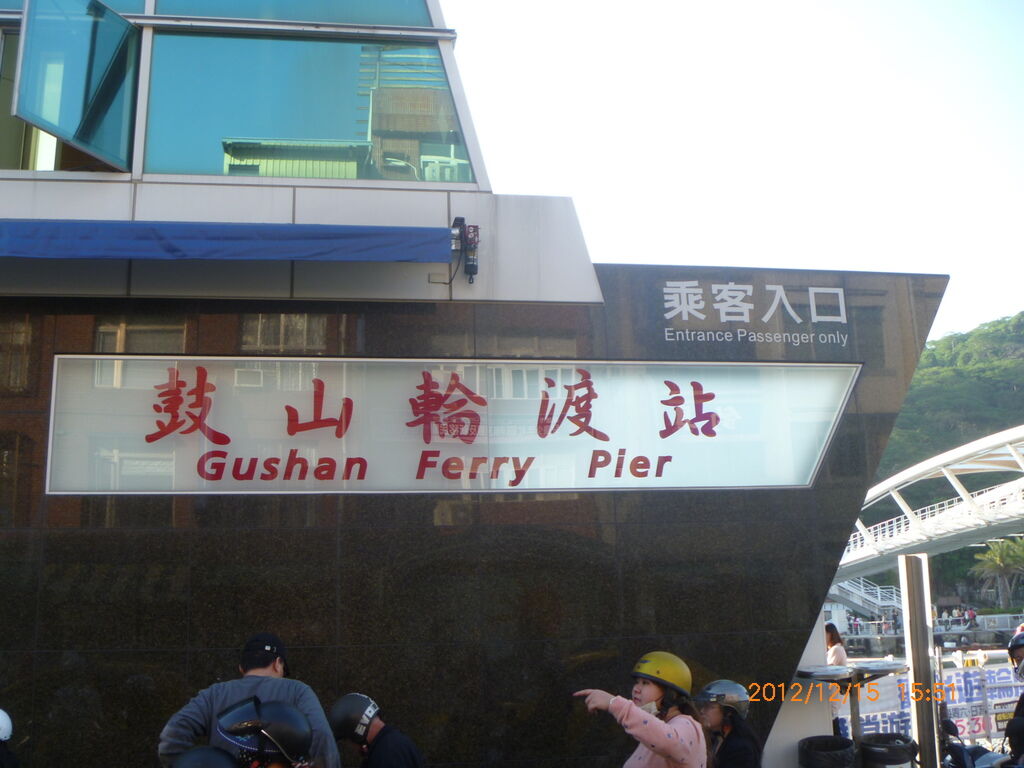 乘客入口
Entrance Passenger only
鼓山輪渡站
Gushan Ferry Pier
2012/12/15 15:51